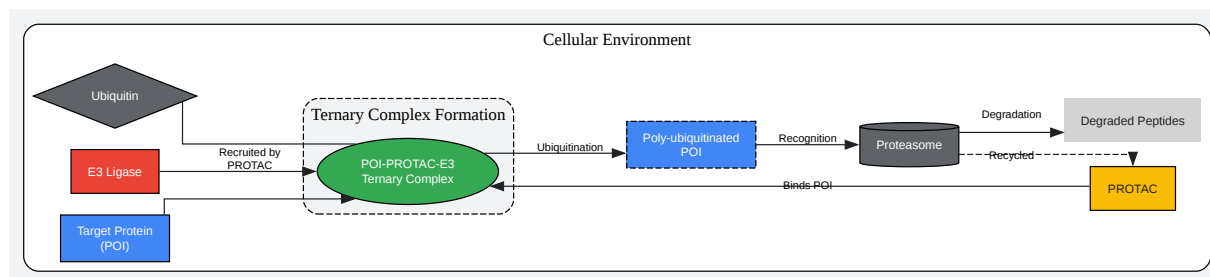 Cellular Environment
Ubiquitin
Ternary Complex Formation
E3 Ligase
Recruited by
PROTAC
POI-PROTAC-E3
Ternary Complex
Target Protein
(POI)
Ubiquitination
Poly-ubiquitinated
POI
Recognition
Proteasome
Degradation
Degraded Peptides
Recycled
PROTAC
Binds POI